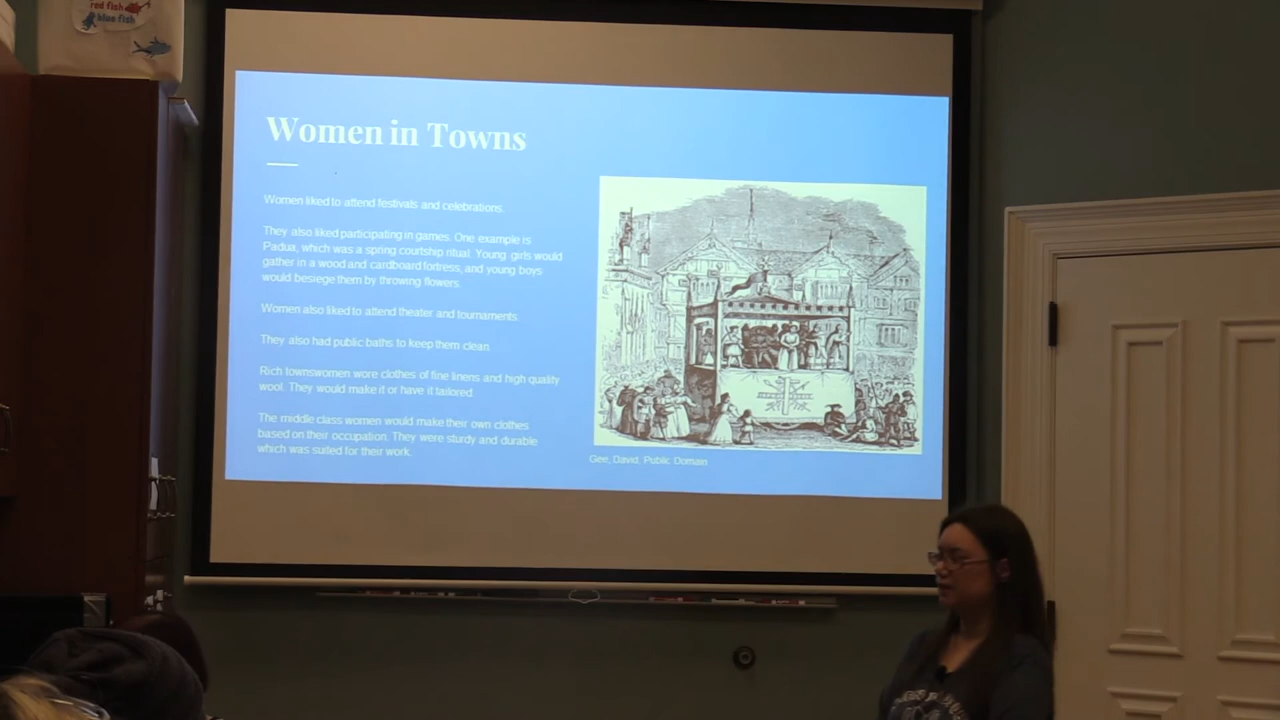 red fish
blue fish
Women in Towns
Women liked to attend festivals and celebrations.
They also liked participating in games. One example is
Padua, which was a spring courtship ritual. Young girls would
gather in a wood and cardboard fortress, and young boys
would besiege them by throwing flowers.
Women also liked to attend theater and tournaments.
They also had public baths to keep them clean.
Rich townswomen wore clothes of fine linens and high quality
wool. They would make it or have it tailored.
The middle class women would make their own clothes
based on their occupation. They were sturdy and durable
which was suited for their work.
Gee, David. Public Domain